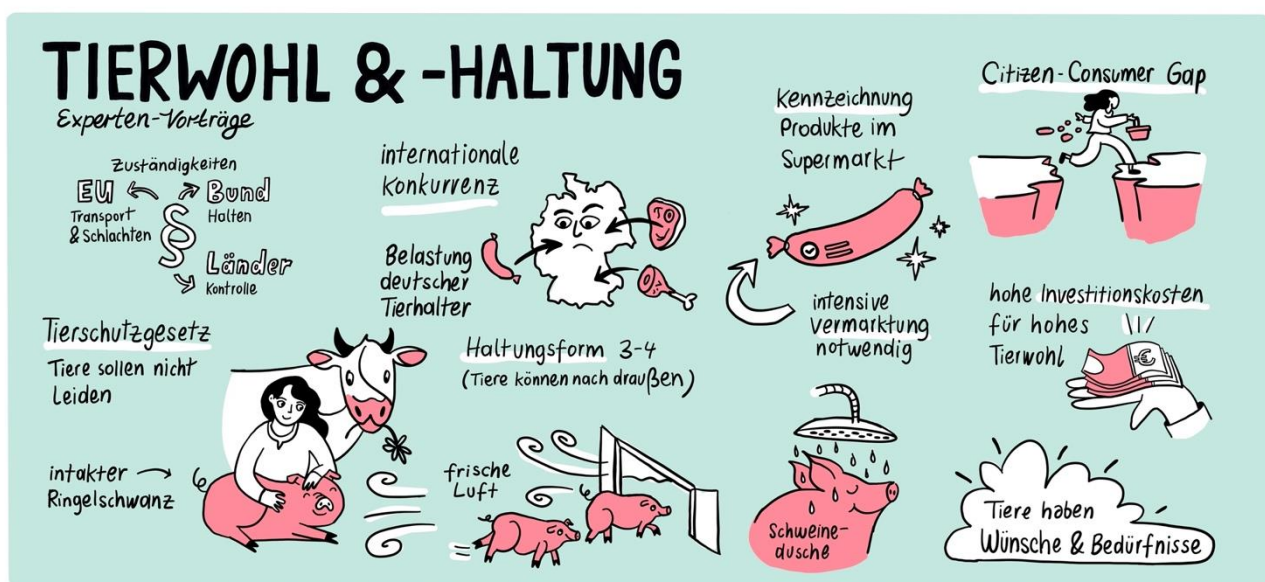 TIERWOHL & -HALTUNG
Experten-Vorträge
Zuständigkeiten
EU
Transport
& Schlachten
§
Bund
Halten
Länder
Kontrolle
internationale
Konkurrenz
Belastung
deutscher
Tierhalter
Kennzeichnung
Produkte im
Supermarkt
intensive
Vermarktung
notwendig
Citizen-Consumer Gap
hohe Investitionskosten
für hohes
Tierwohl
€
Tierschutzgesetz
Tiere sollen nicht
Leiden
intakter
Ringelschwanz
Haltungsform 3-4
(Tiere können nach draußen)
frische
Luft
Schweine-
dusche
Tiere haben
Wünsche & Bedürfnisse